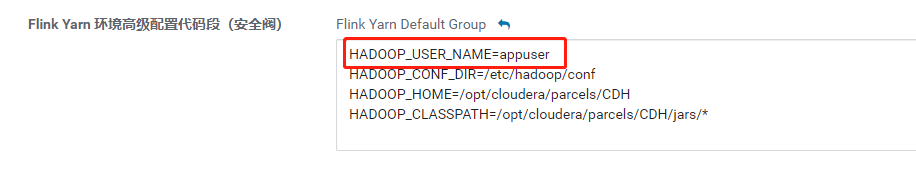 Flink Yarn 环境高级配置代码段（安全阀）
Flink Yarn Default Group
HADOOP_USER_NAME=appuser
HADOOP_CONF_DIR=/etc/hadoop/conf
HADOOP_HOME=/opt/cloudera/parcels/CDH
HADOOP_CLASSPATH=/opt/cloudera/parcels/CDH/jars/*